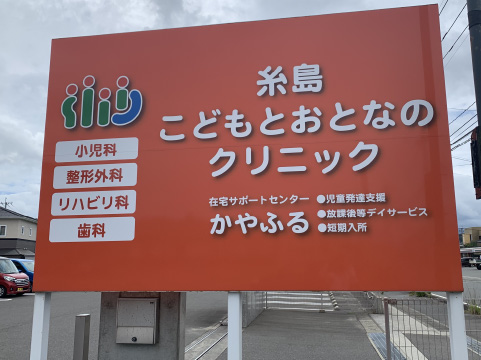 糸島
こどもとおとなの
クリニック
小児科
整形外科
リハビリ科
歯科
在宅サポートセンター
かやふる
●児童発達支援
●放課後等デイサービス
●短期入所